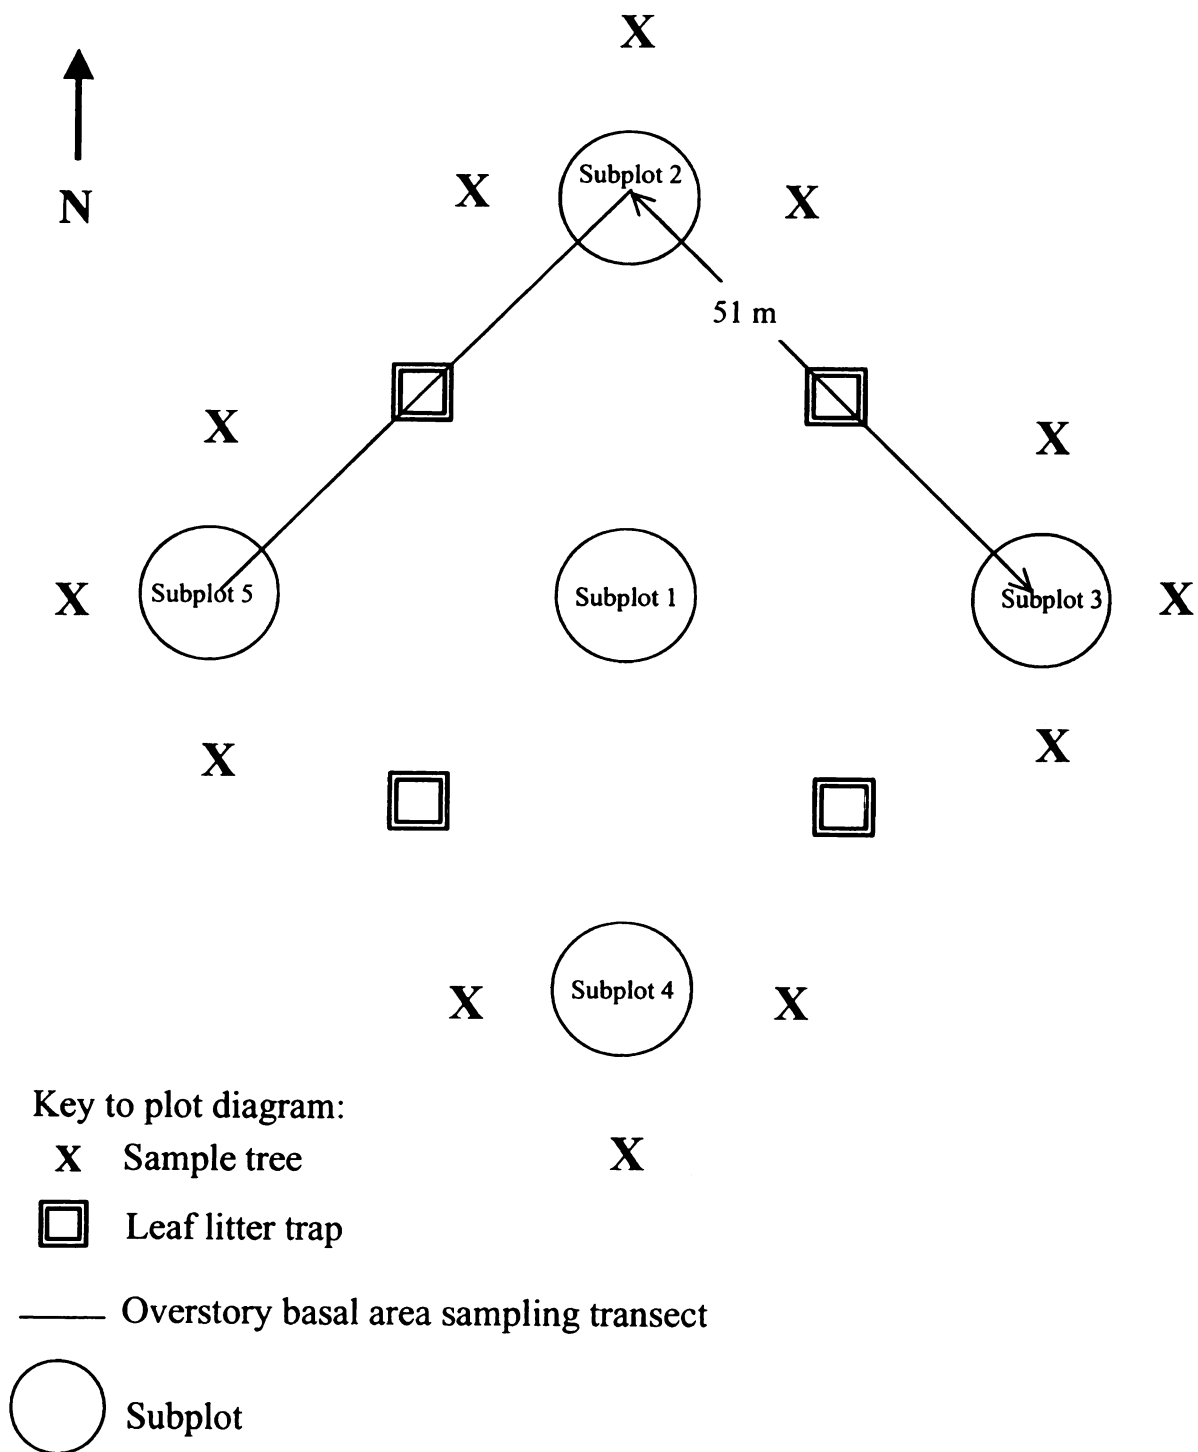 X
N
X
Subplot 2
X
51 m
X
X
X
Subplot 5
Subplot 1
Subplot 3
X
X
X
X
Subplot 4
X
Key to plot diagram:
X Sample tree
X
Leaf litter trap
Overstory basal area sampling transect
Subplot